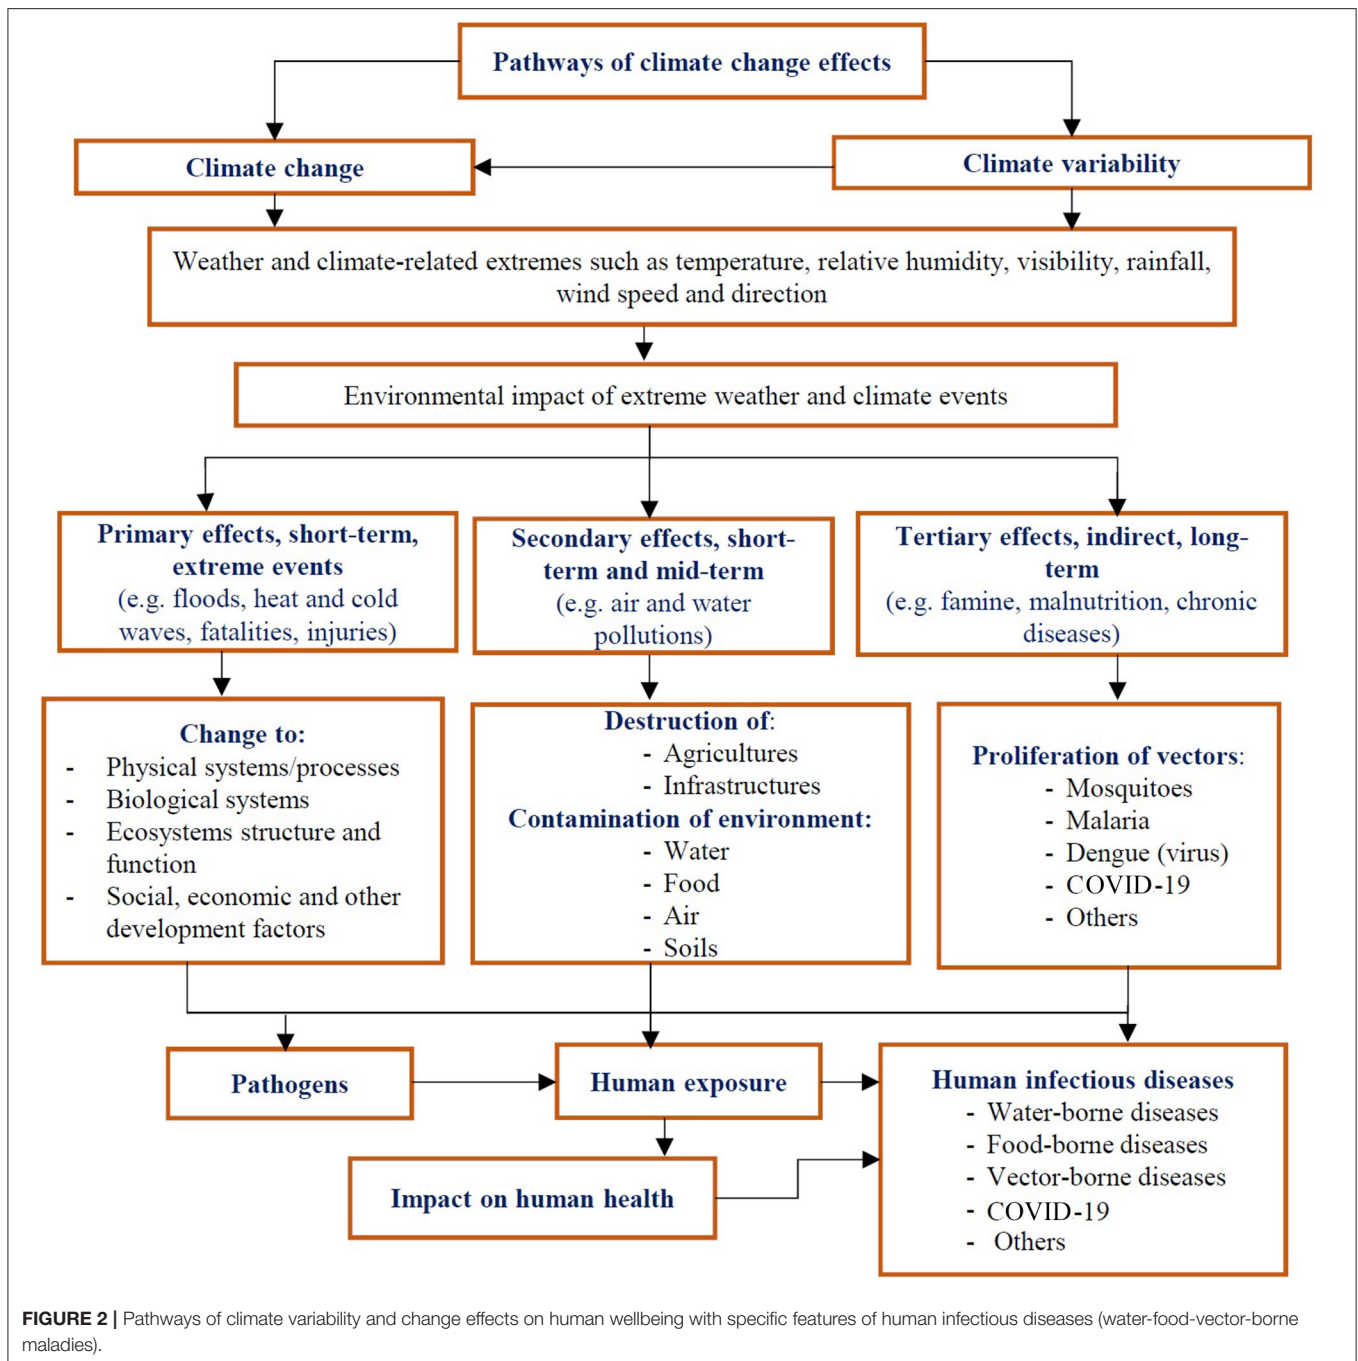 Pathways of climate change effects
Climate change
Climate variability
Weather and climate-related extremes such as temperature, relative humidity, visibility, rainfall,
wind speed and direction
Environmental impact of extreme weather and climate events
Primary effects, short-term,
extreme events
(e.g. floods, heat and cold
waves, fatalities, injuries)
Secondary effects, short-
term and mid-term
(e.g. air and water
pollutions)
Tertiary effects, indirect, long-
term
(e.g. famine, malnutrition, chronic
diseases)
Change to:
- Physical systems/processes
- Biological systems
- Ecosystems structure and
function
- Social, economic and other
development factors
Destruction of:
- Agricultures
- Infrastructures
Contamination of environment:
- Water
- Food
- Air
- Soils
Proliferation of vectors:
- Mosquitoes
- Malaria
- Dengue (virus)
- COVID-19
- Others
Pathogens
Human exposure
Impact on human health
Human infectious diseases
- Water-borne diseases
- Food-borne diseases
- Vector-borne diseases
- COVID-19
- Others
FIGURE 2 | Pathways of climate variability and change effects on human wellbeing with specific features of human infectious diseases (water-food-vector-borne
maladies).